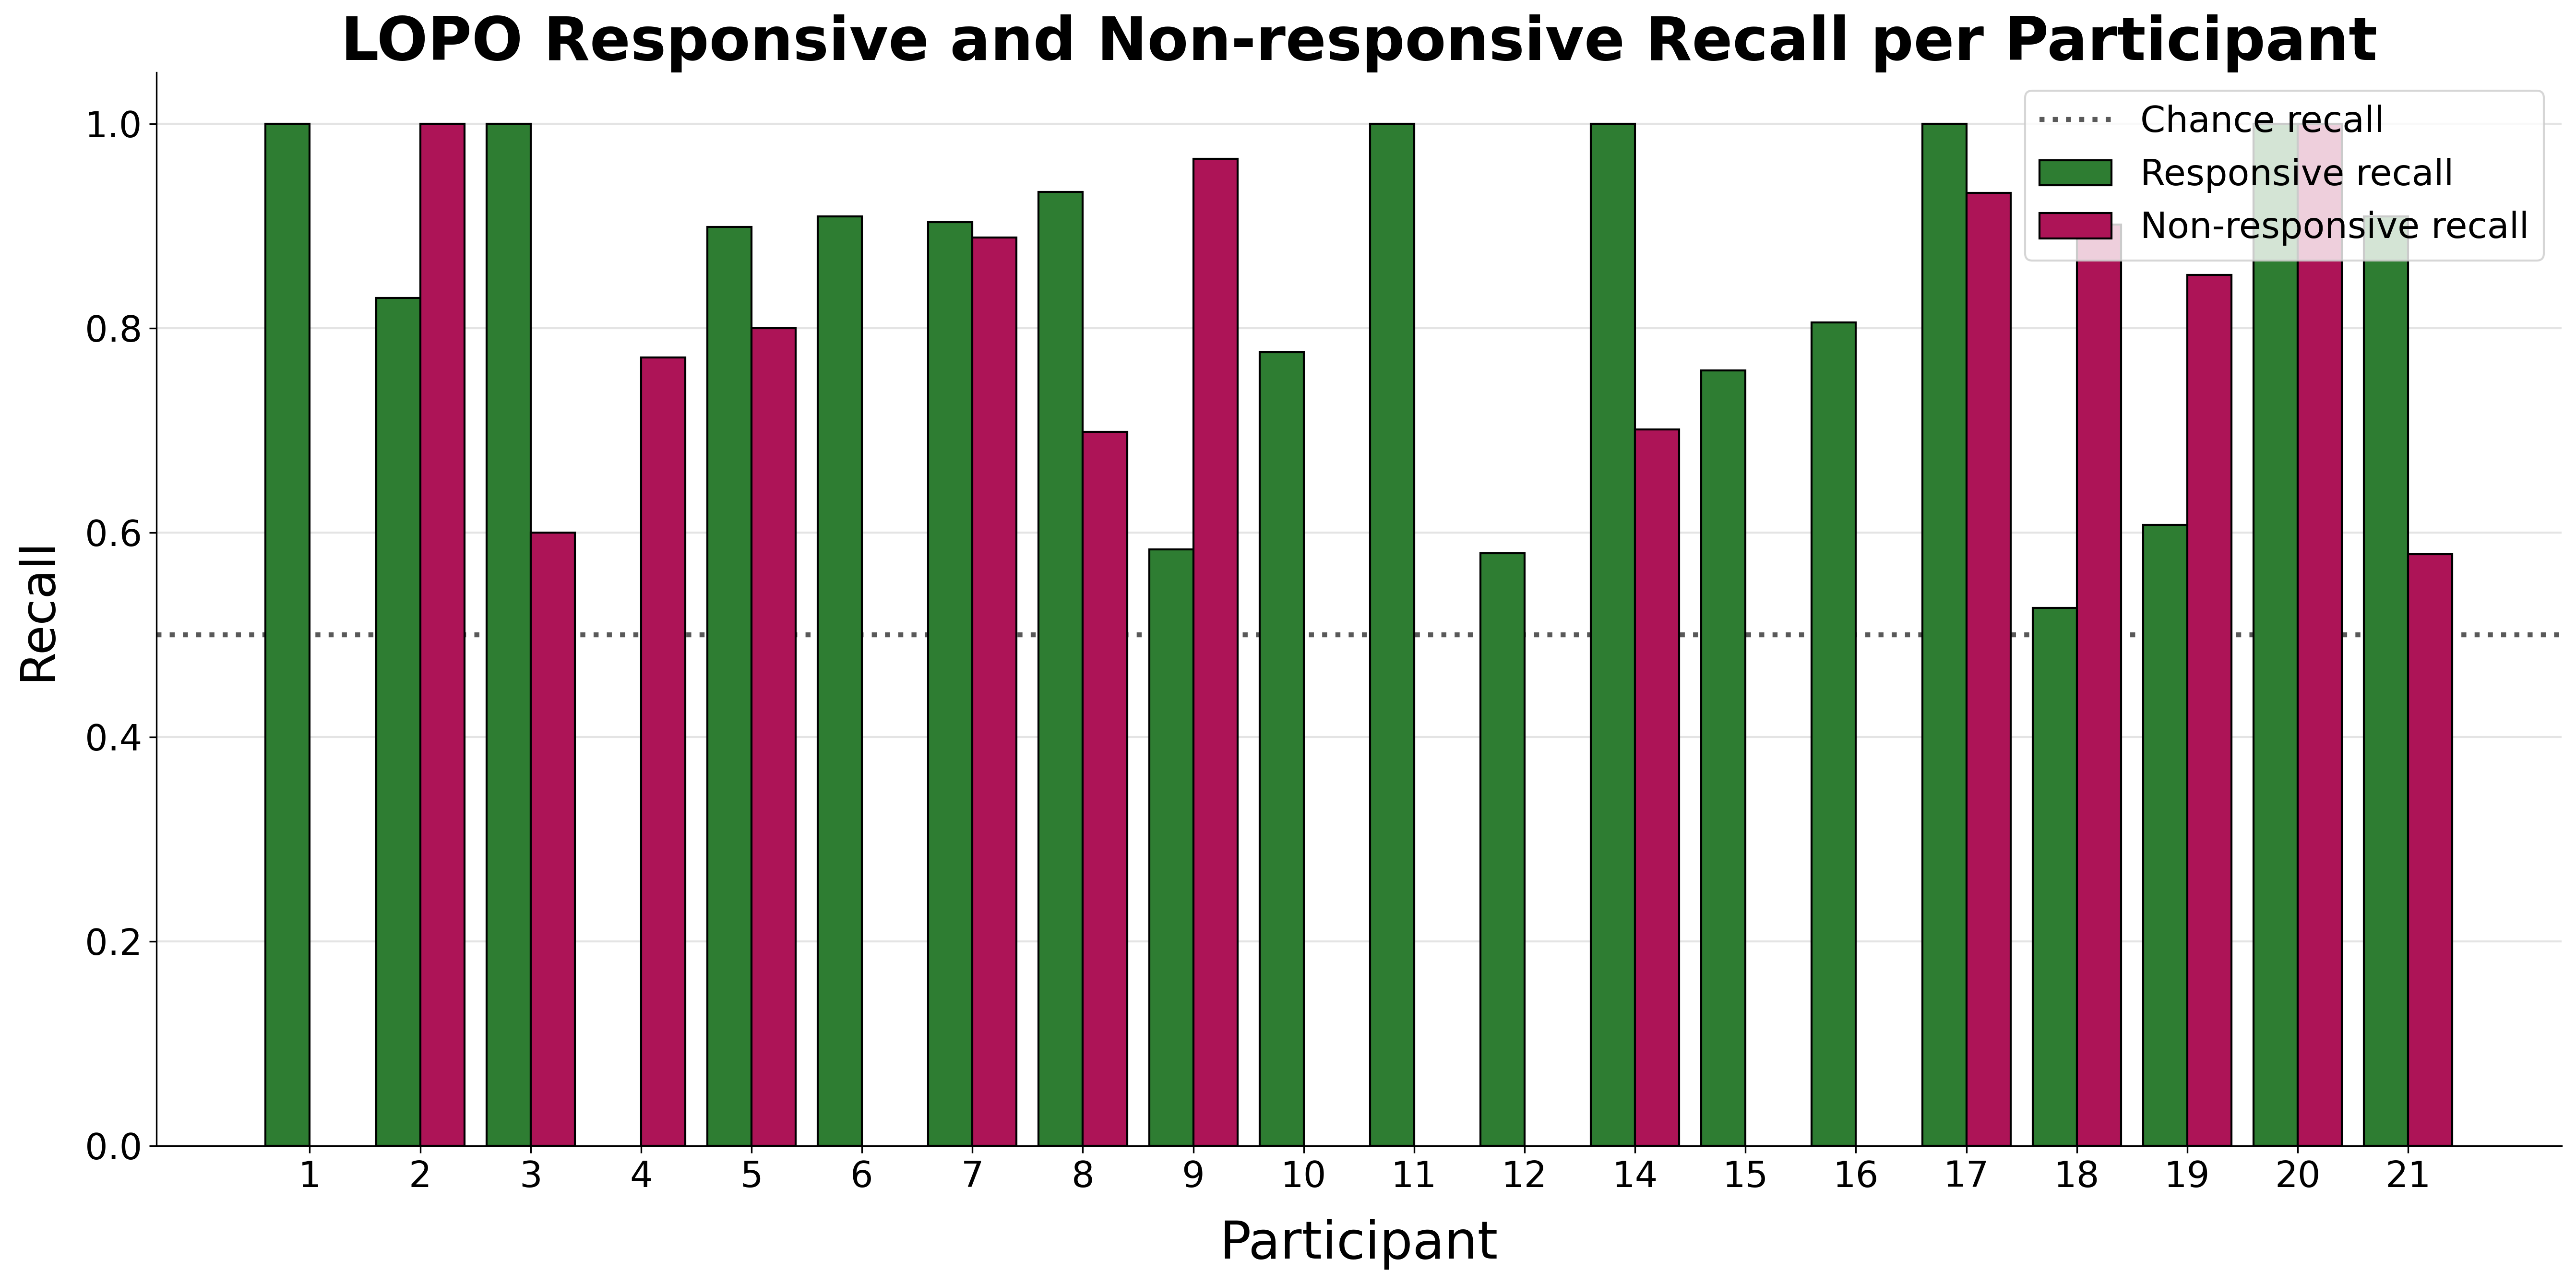 LOPO Responsive and Non-responsive Recall per Participant
Chance recall
Responsive recall
Non-responsive recall
1.0
0.8
0.6
0.4
0.2
0.0
Recall
1 2 3 4 5 6 7 8 9 10 11 12 14 15 16 17 18 19 20 21
Participant